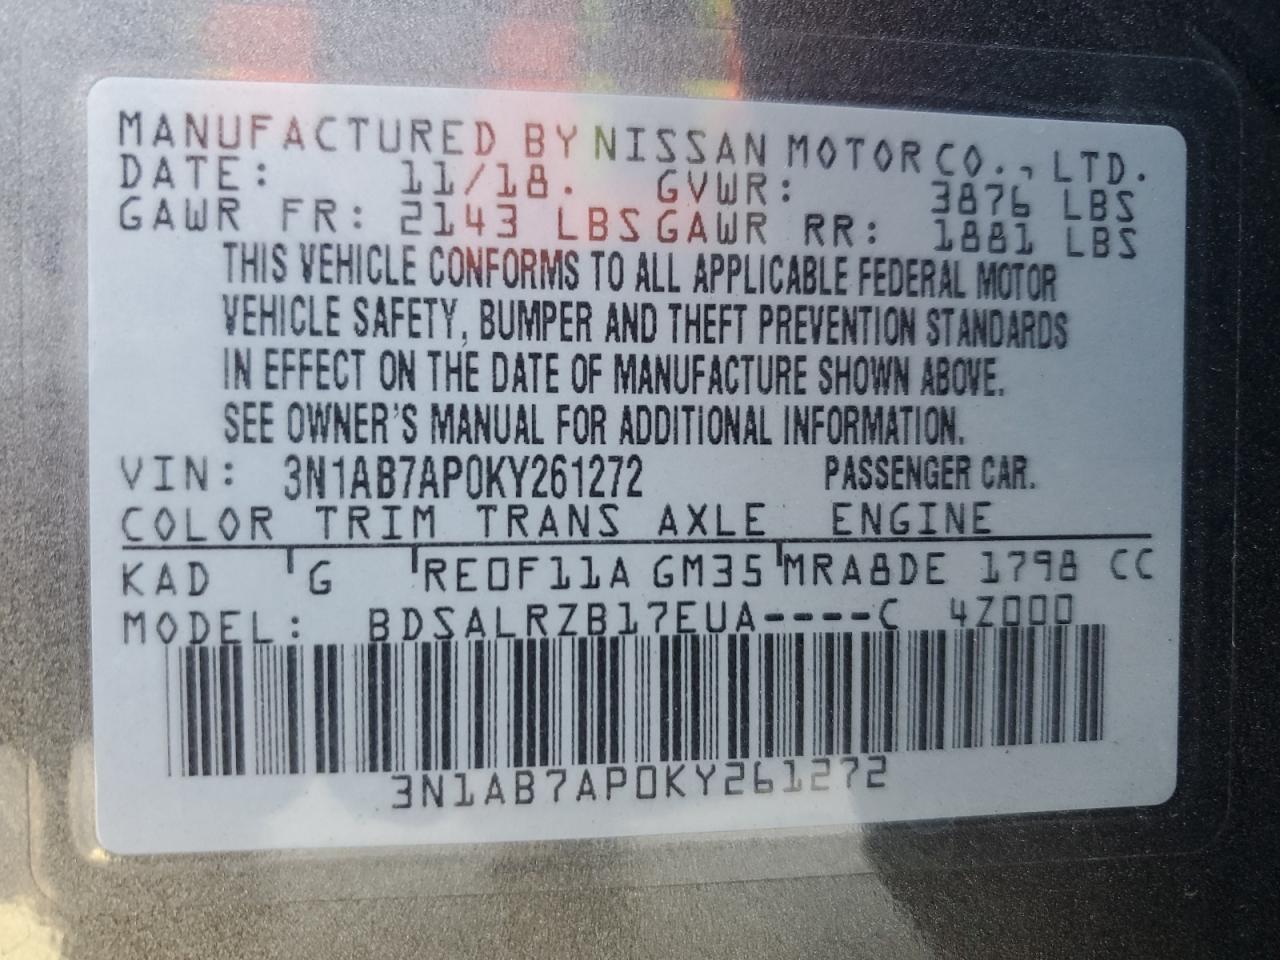 MANUFACTURED BY NISSAN MOTOR CO., LTD.
DATE: 11/18. GVWR: 3876 LBS
GAWR FR: 2143 LBS GAWR RR: 1881 LBS
THIS VEHICLE CONFORMS TO ALL APPLICABLE FEDERAL MOTOR
VEHICLE SAFETY, BUMPER AND THEFT PREVENTION STANDARDS
IN EFFECT ON THE DATE OF MANUFACTURE SHOWN ABOVE.
SEE OWNER'S MANUAL FOR ADDITIONAL INFORMATION.
VIN: 3N1AB7AP0KY261272 PASSENGER CAR.
COLOR TRIM TRANS AXLE ENGINE
KAD G RE0F11A GM35 MRA8DE 1798 CC
MODEL: BDSALRZB17EUA----C 4Z000
3N1AB7AP0KY261272